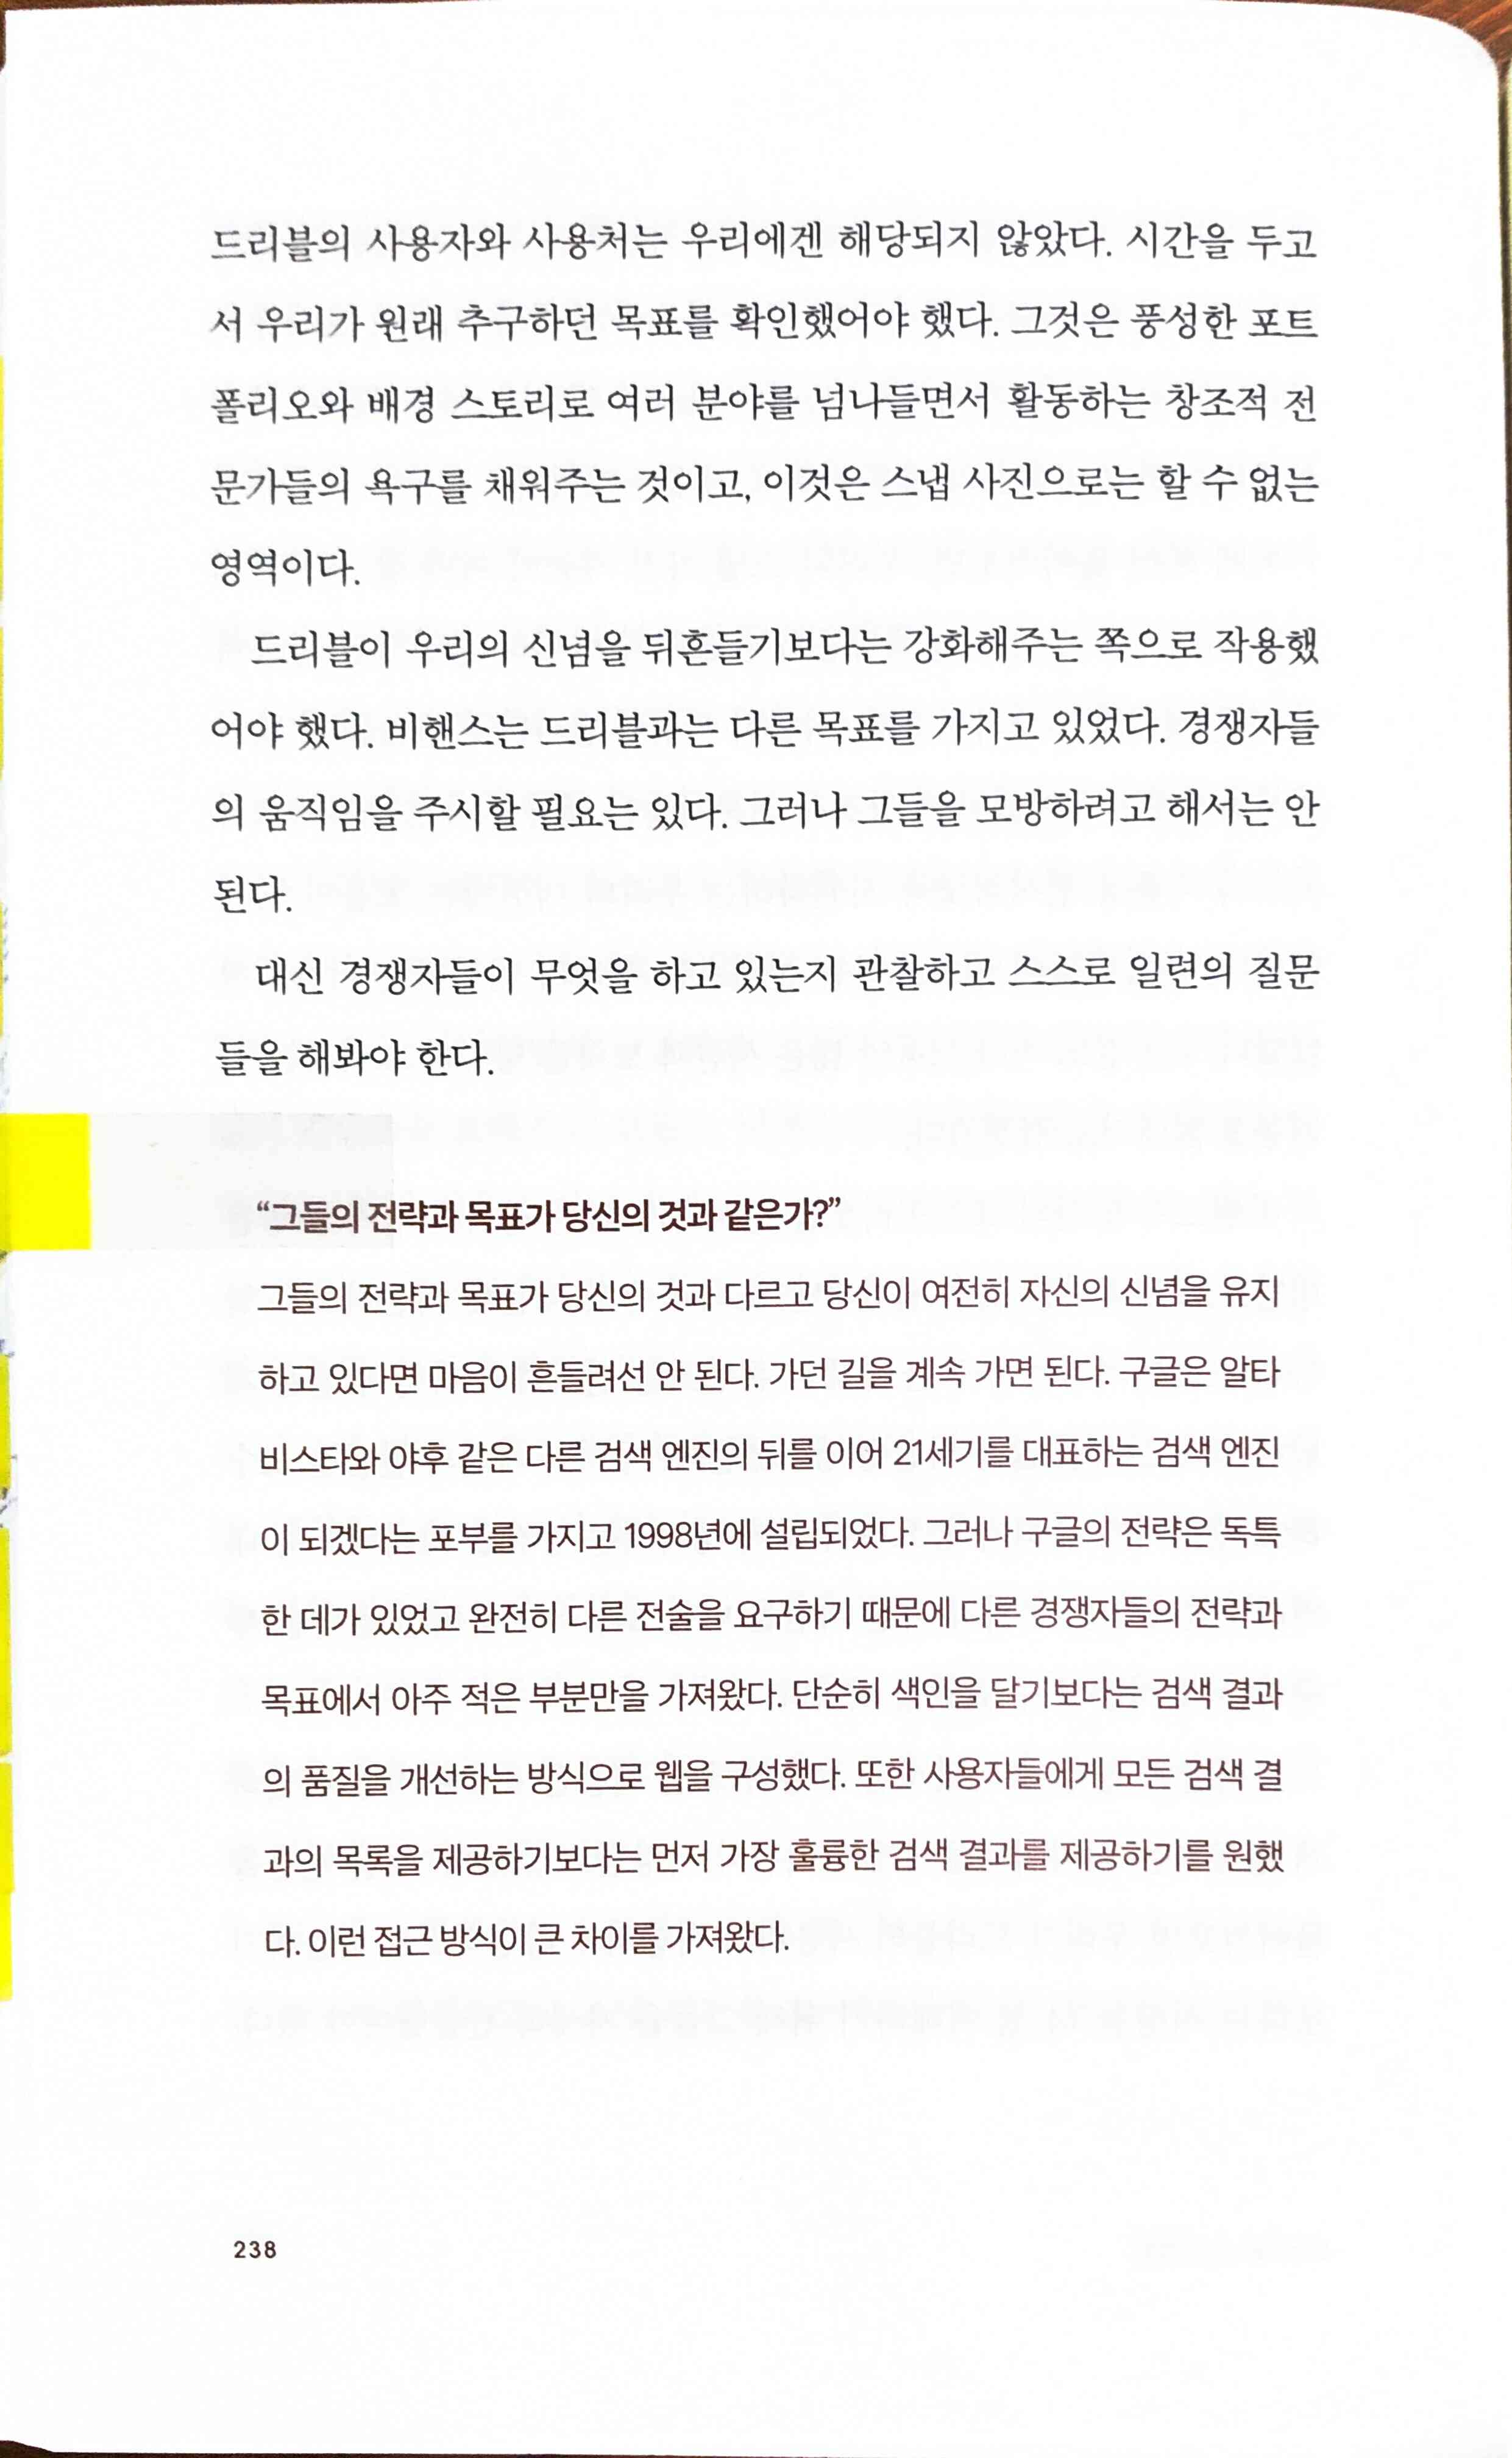 드리블의 사용자와 사용처는 우리에겐 해당되지 않았다. 시간을 두고
서 우리가 원래 추구하던 목표를 확인했어야 했다. 그것은 풍성한 포트
폴리오와 배경 스토리로 여러 분야를 넘나들면서 활동하는 창조적 전
문가들의 욕구를 채워주는 것이고, 이것은 스냅 사진으로는 할 수 없는
영역이다.
드리블이 우리의 신념을 뒤흔들기보다는 강화해주는 쪽으로 작용했
어야 했다. 비핸스는 드리블과는 다른 목표를 가지고 있었다. 경쟁자들
의 움직임을 주시할 필요는 있다. 그러나 그들을 모방하려고 해서는 안
된다.
대신 경쟁자들이 무엇을 하고 있는지 관찰하고 스스로 일련의 질문
들을 해봐야 한다.
“그들의 전략과 목표가 당신의 것과 같은가?”
그들의 전략과 목표가 당신의 것과 다르고 당신이 여전히 자신의 신념을 유지
하고 있다면 마음이 흔들려선 안 된다. 가던 길을 계속 가면 된다. 구글은 알타
비스타와 야후 같은 다른 검색 엔진의 뒤를 이어 21세기를 대표하는 검색 엔진
이 되겠다는 포부를 가지고 1998년에 설립되었다. 그러나 구글의 전략은 독특
한 데가 있었고 완전히 다른 전술을 요구하기 때문에 다른 경쟁자들의 전략과
목표에서 아주 적은 부분만을 가져왔다. 단순히 색인을 달기보다는 검색 결과
의 품질을 개선하는 방식으로 웹을 구성했다. 또한 사용자들에게 모든 검색 결
과의 목록을 제공하기보다는 먼저 가장 훌륭한 검색 결과를 제공하기를 원했
다. 이런 접근 방식이 큰 차이를 가져왔다.
238